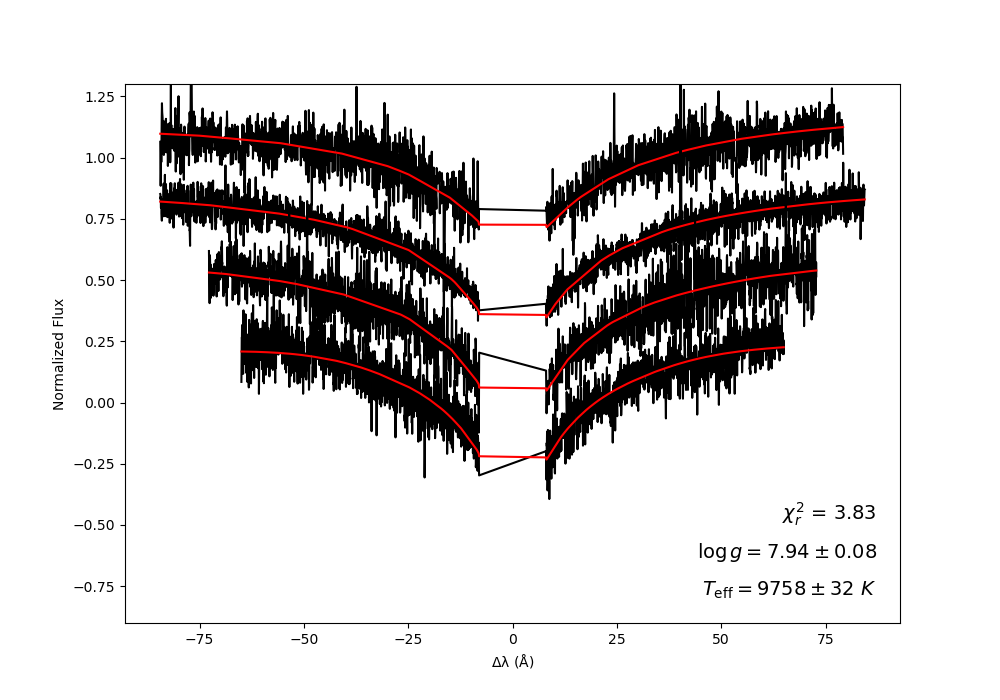 1.25
1.00
0.75
0.50
0.25
0.00
−0.25
−0.50
−0.75
Normalized Flux
χ²ᵣ = 3.83
log g = 7.94 ± 0.08
T_eff = 9758 ± 32 K
−75 −50 −25 0 25 50 75
Δλ (Å)